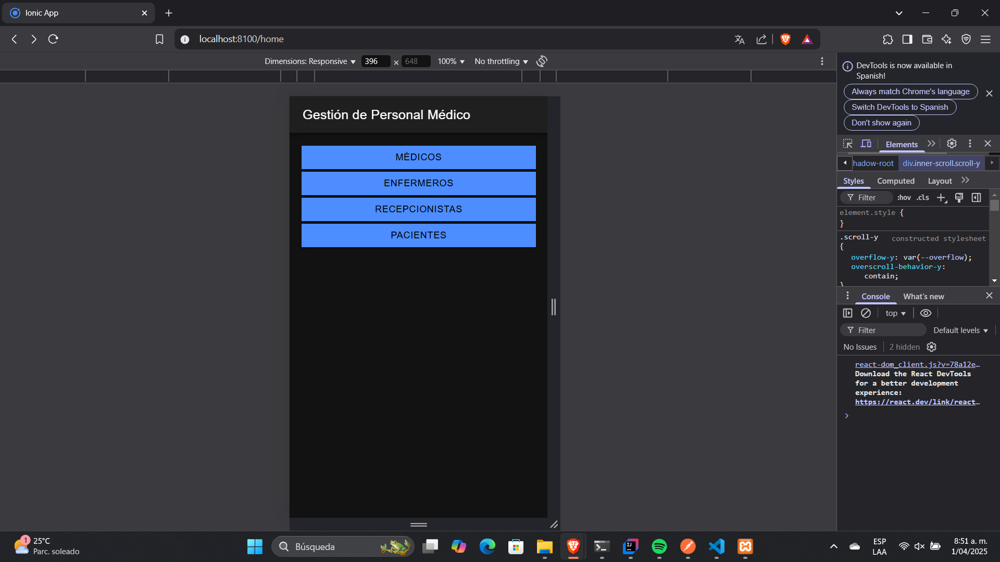 Ionic App
localhost:8100/home
Dimensions: Responsive
396
x
648
100%
No throttling
DevTools is now available in
Spanish!
Always match Chrome's language
Switch DevTools to Spanish
Don't show again
Gestión de Personal Médico
MÉDICOS
ENFERMEROS
RECEPCIONISTAS
PACIENTES
Elements
hadow-root
div.inner-scroll.scroll-y
Styles
Computed
Layout
Filter
:hov
.cls
element.style {
}
.scroll-y
constructed stylesheet
{
overflow-y: var(--overflow);
overscroll-behavior-y:
contain;
}
Console
What's new
top
Filter
Default levels
No Issues
2 hidden
react-dom_client.js?v=78a12e…
Download the React DevTools
for a better development
experience:
https://react.dev/link/react…
1
25°C
Parc. soleado
Búsqueda
IJ
ESP
LAA
8:51 a. m.
1/04/2025